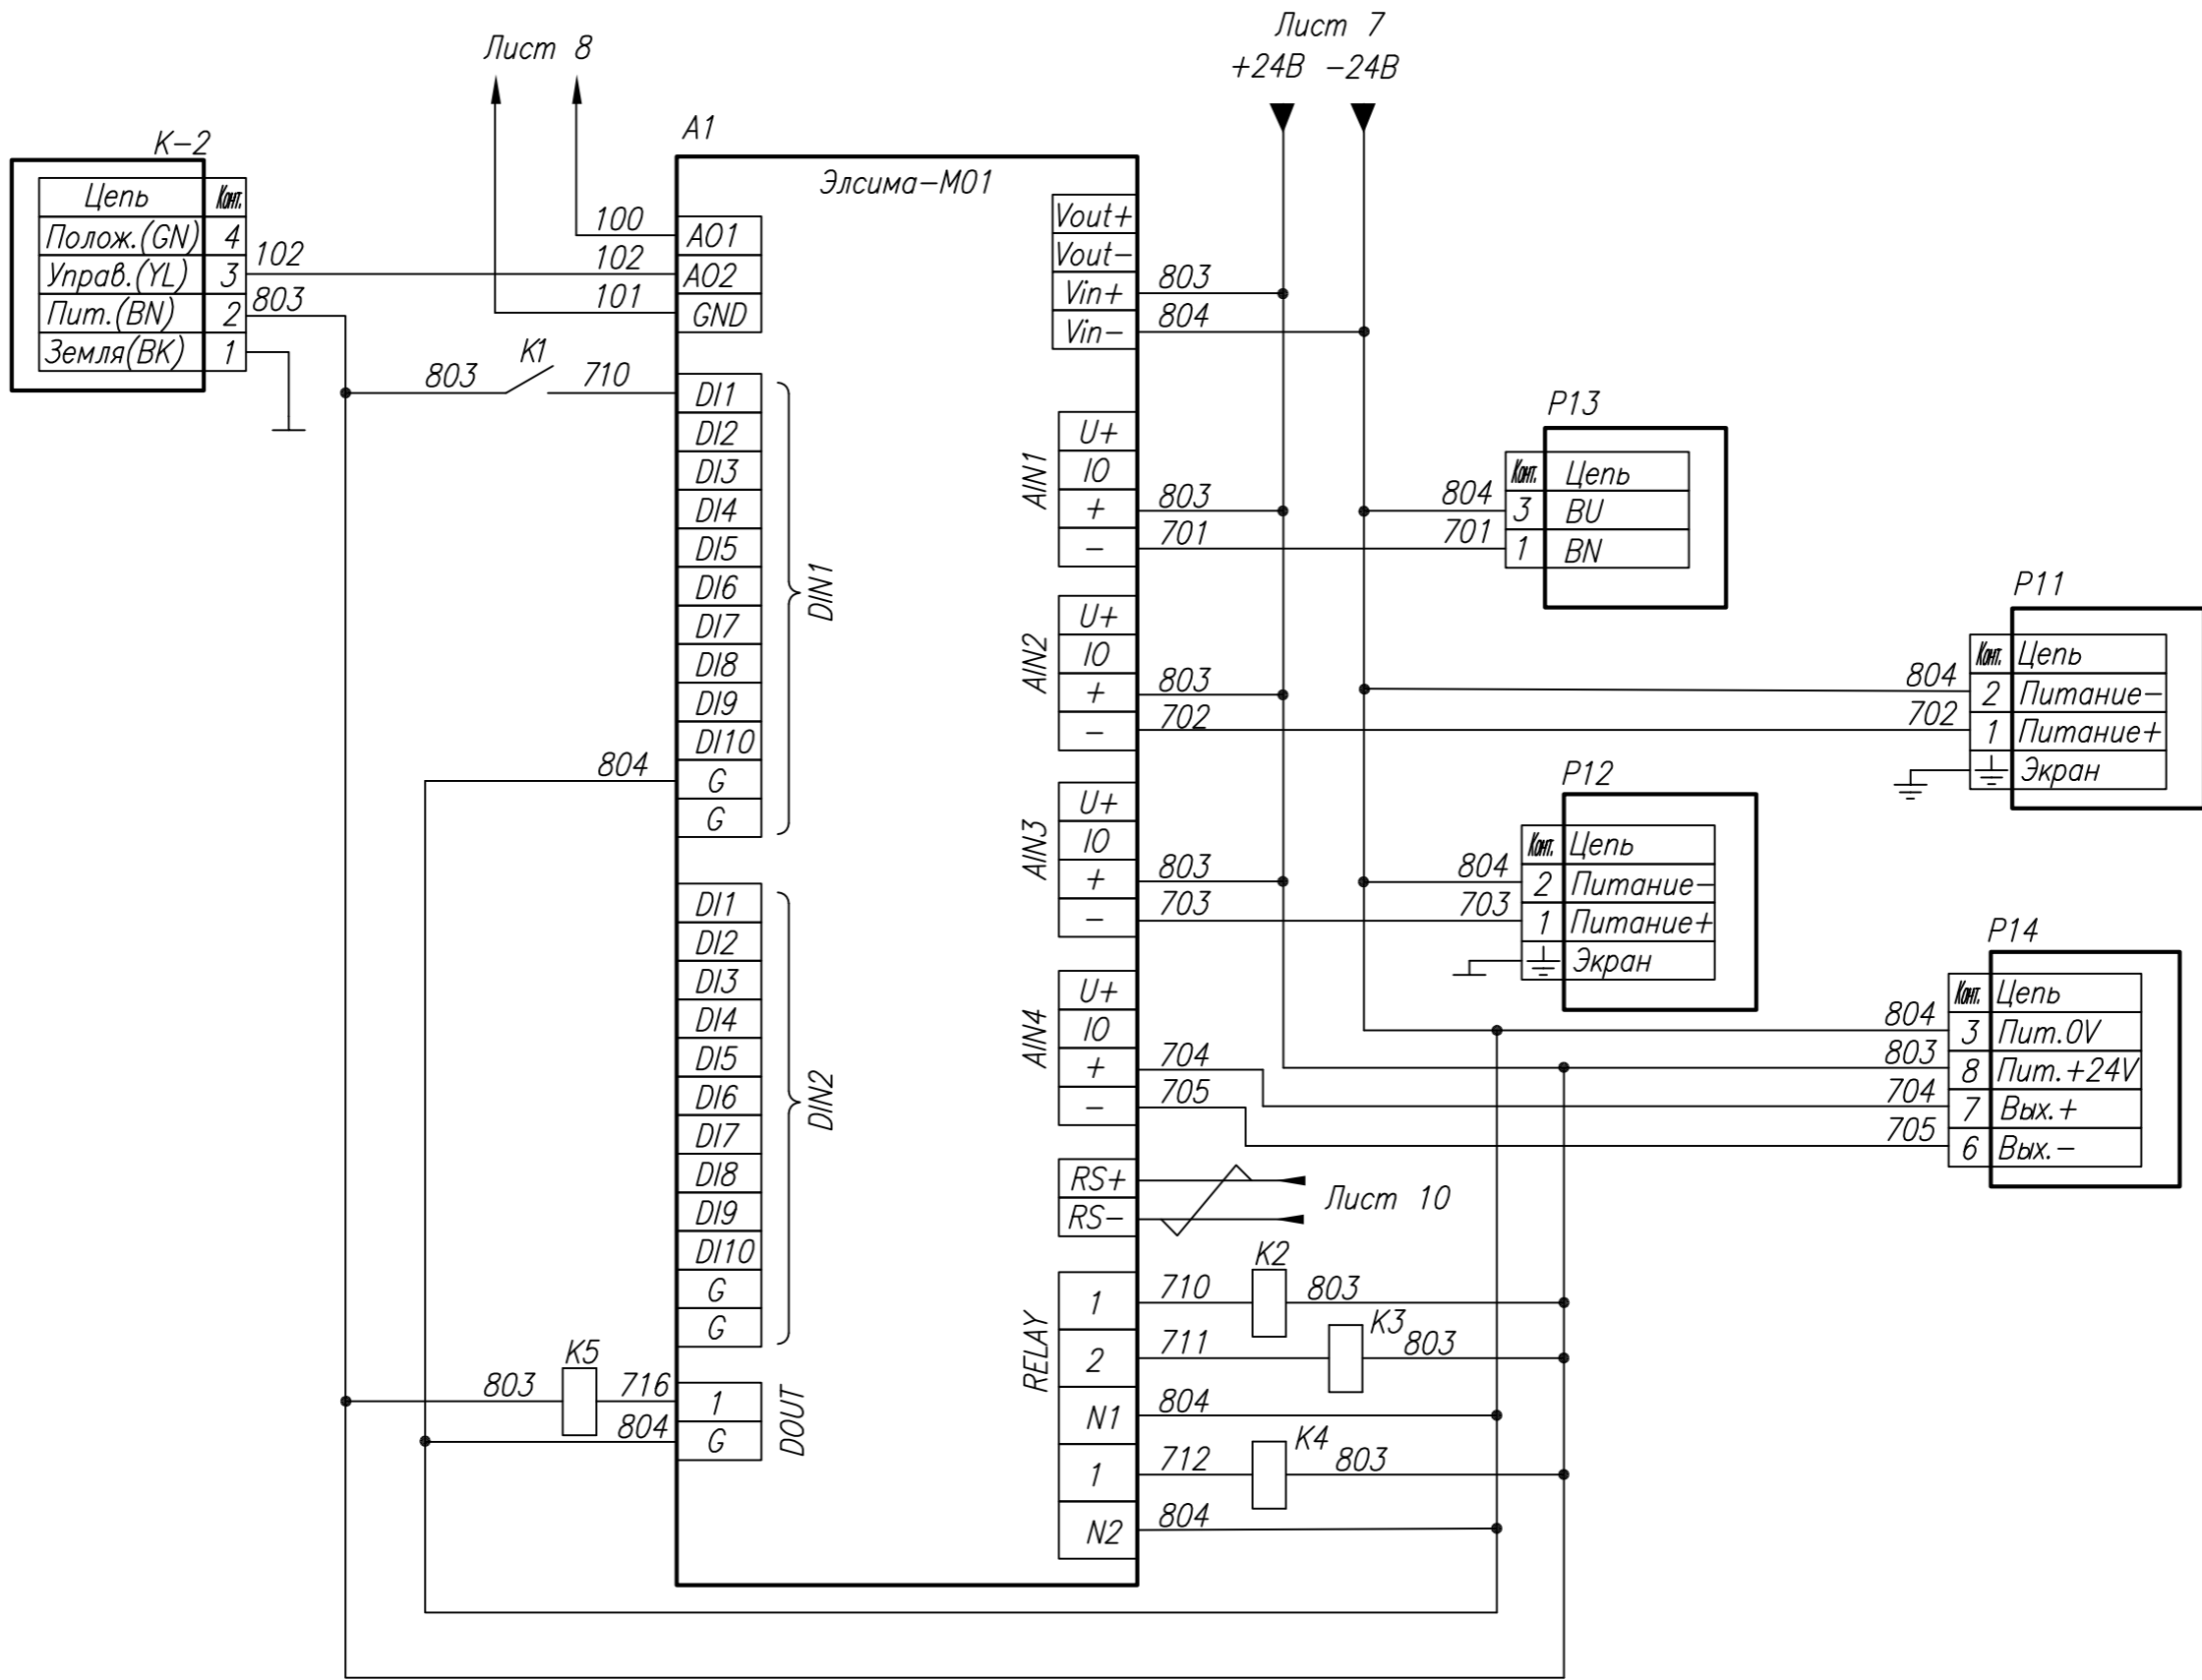 Лист 8
Лист 7
+24В -24В
К-2
Цепь Конт.
Полож.(GN) 4
Управ.(YL) 3
Пит.(BN) 2
Земля(BK) 1
102
803
А1
Элсима-М01
100 AO1
102 AO2
101 GND
803 K1 710 DI1
DI2
DI3
DI4
DI5
DI6
DI7
DI8
DI9
DI10
804 G
G
DIN1
DI1
DI2
DI3
DI4
DI5
DI6
DI7
DI8
DI9
DI10
G
G
DIN2
803 K5 716 1
804 G
DOUT
Vout+
Vout-
Vin+ 803
Vin- 804
AIN1
U+
IO
+ 803
- 701
AIN2
U+
IO
+ 803
- 702
AIN3
U+
IO
+ 803
- 703
AIN4
U+
IO
+ 704
- 705
RS+
RS-
Лист 10
RELAY
1 710 K2 803
2 711 K3 803
N1 804
1 712 K4 803
N2 804
P13
Конт. Цепь
804 3 BU
701 1 BN
P11
Конт. Цепь
804 2 Питание-
702 1 Питание+
Экран
P12
Конт. Цепь
804 2 Питание-
703 1 Питание+
Экран
P14
Конт. Цепь
804 3 Пит.0V
803 8 Пит.+24V
704 7 Вых.+
705 6 Вых.-